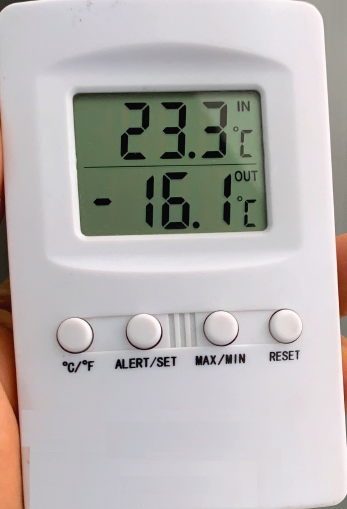 23.3 °C IN
-16.1 °C OUT
°C/°F ALERT/SET MAX/MIN RESET